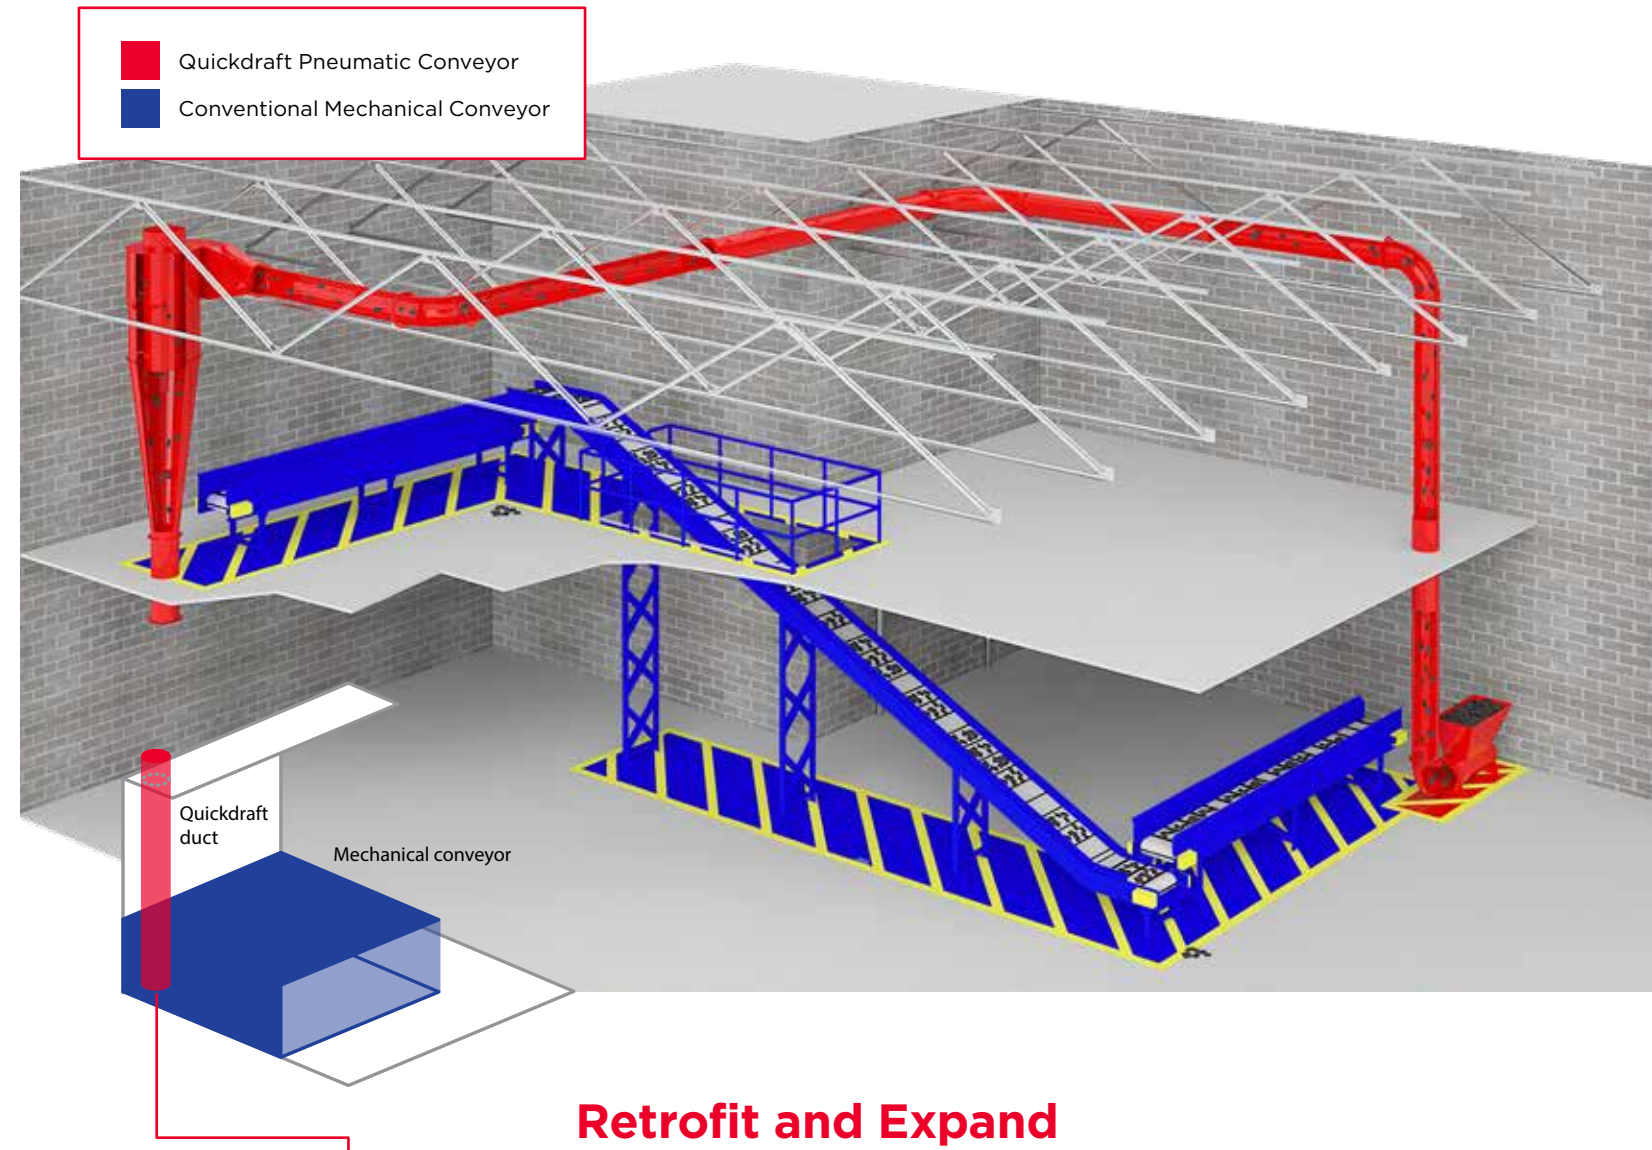 Quickdraft Pneumatic Conveyor
Conventional Mechanical Conveyor
Quickdraft
duct
Mechanical conveyor
Retrofit and Expand